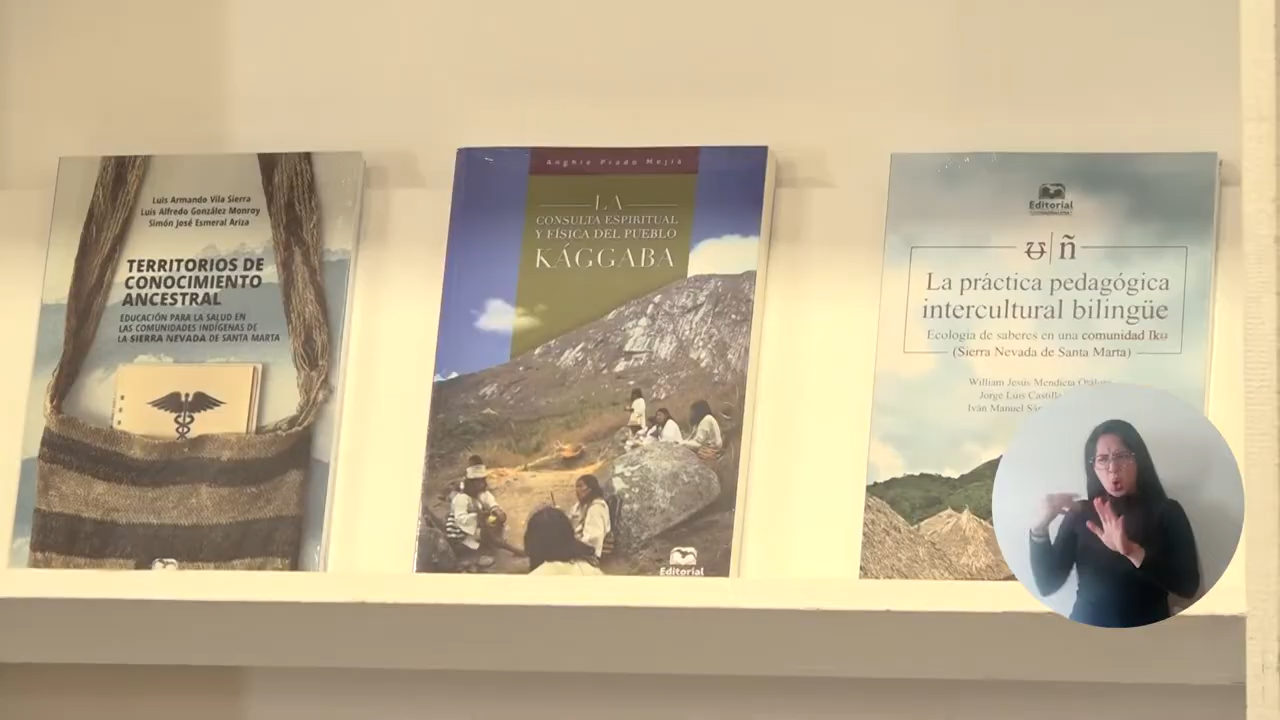 Luis Armando Vila Sierra
Luis Alfredo González Monroy
Simón José Esmeral Ariza
TERRITORIOS DE
CONOCIMIENTO
ANCESTRAL
EDUCACIÓN PARA LA SALUD EN
LAS COMUNIDADES INDÍGENAS DE
LA SIERRA NEVADA DE SANTA MARTA
Anghie Prado Mejía
LA
CONSULTA ESPIRITUAL
Y FÍSICA DEL PUEBLO
KÁGGABA
Editorial
Editorial
ʉ|ñ
La práctica pedagógica
intercultural bilingüe
Ecología de saberes en una comunidad Ikʉ
(Sierra Nevada de Santa Marta)
William Jesús Mendieta
Jorge Luis
Iván Manuel